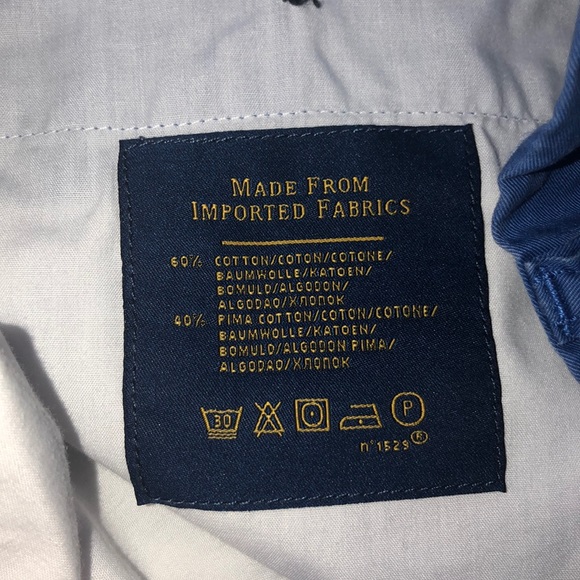 MADE FROM
IMPORTED FABRICS
60% COTTON/COTON/COTONE/
BAUMWOLLE/KATOEN/
BOMULD/ALGODON/
ALGODAO/ХЛОПОК
40% PIMA COTTON/COTON/COTONE/
BAUMWOLLE/KATOEN/
BOMULD/ALGODON PIMA/
ALGODAO/ХЛОПОК
30 P
n°1529®